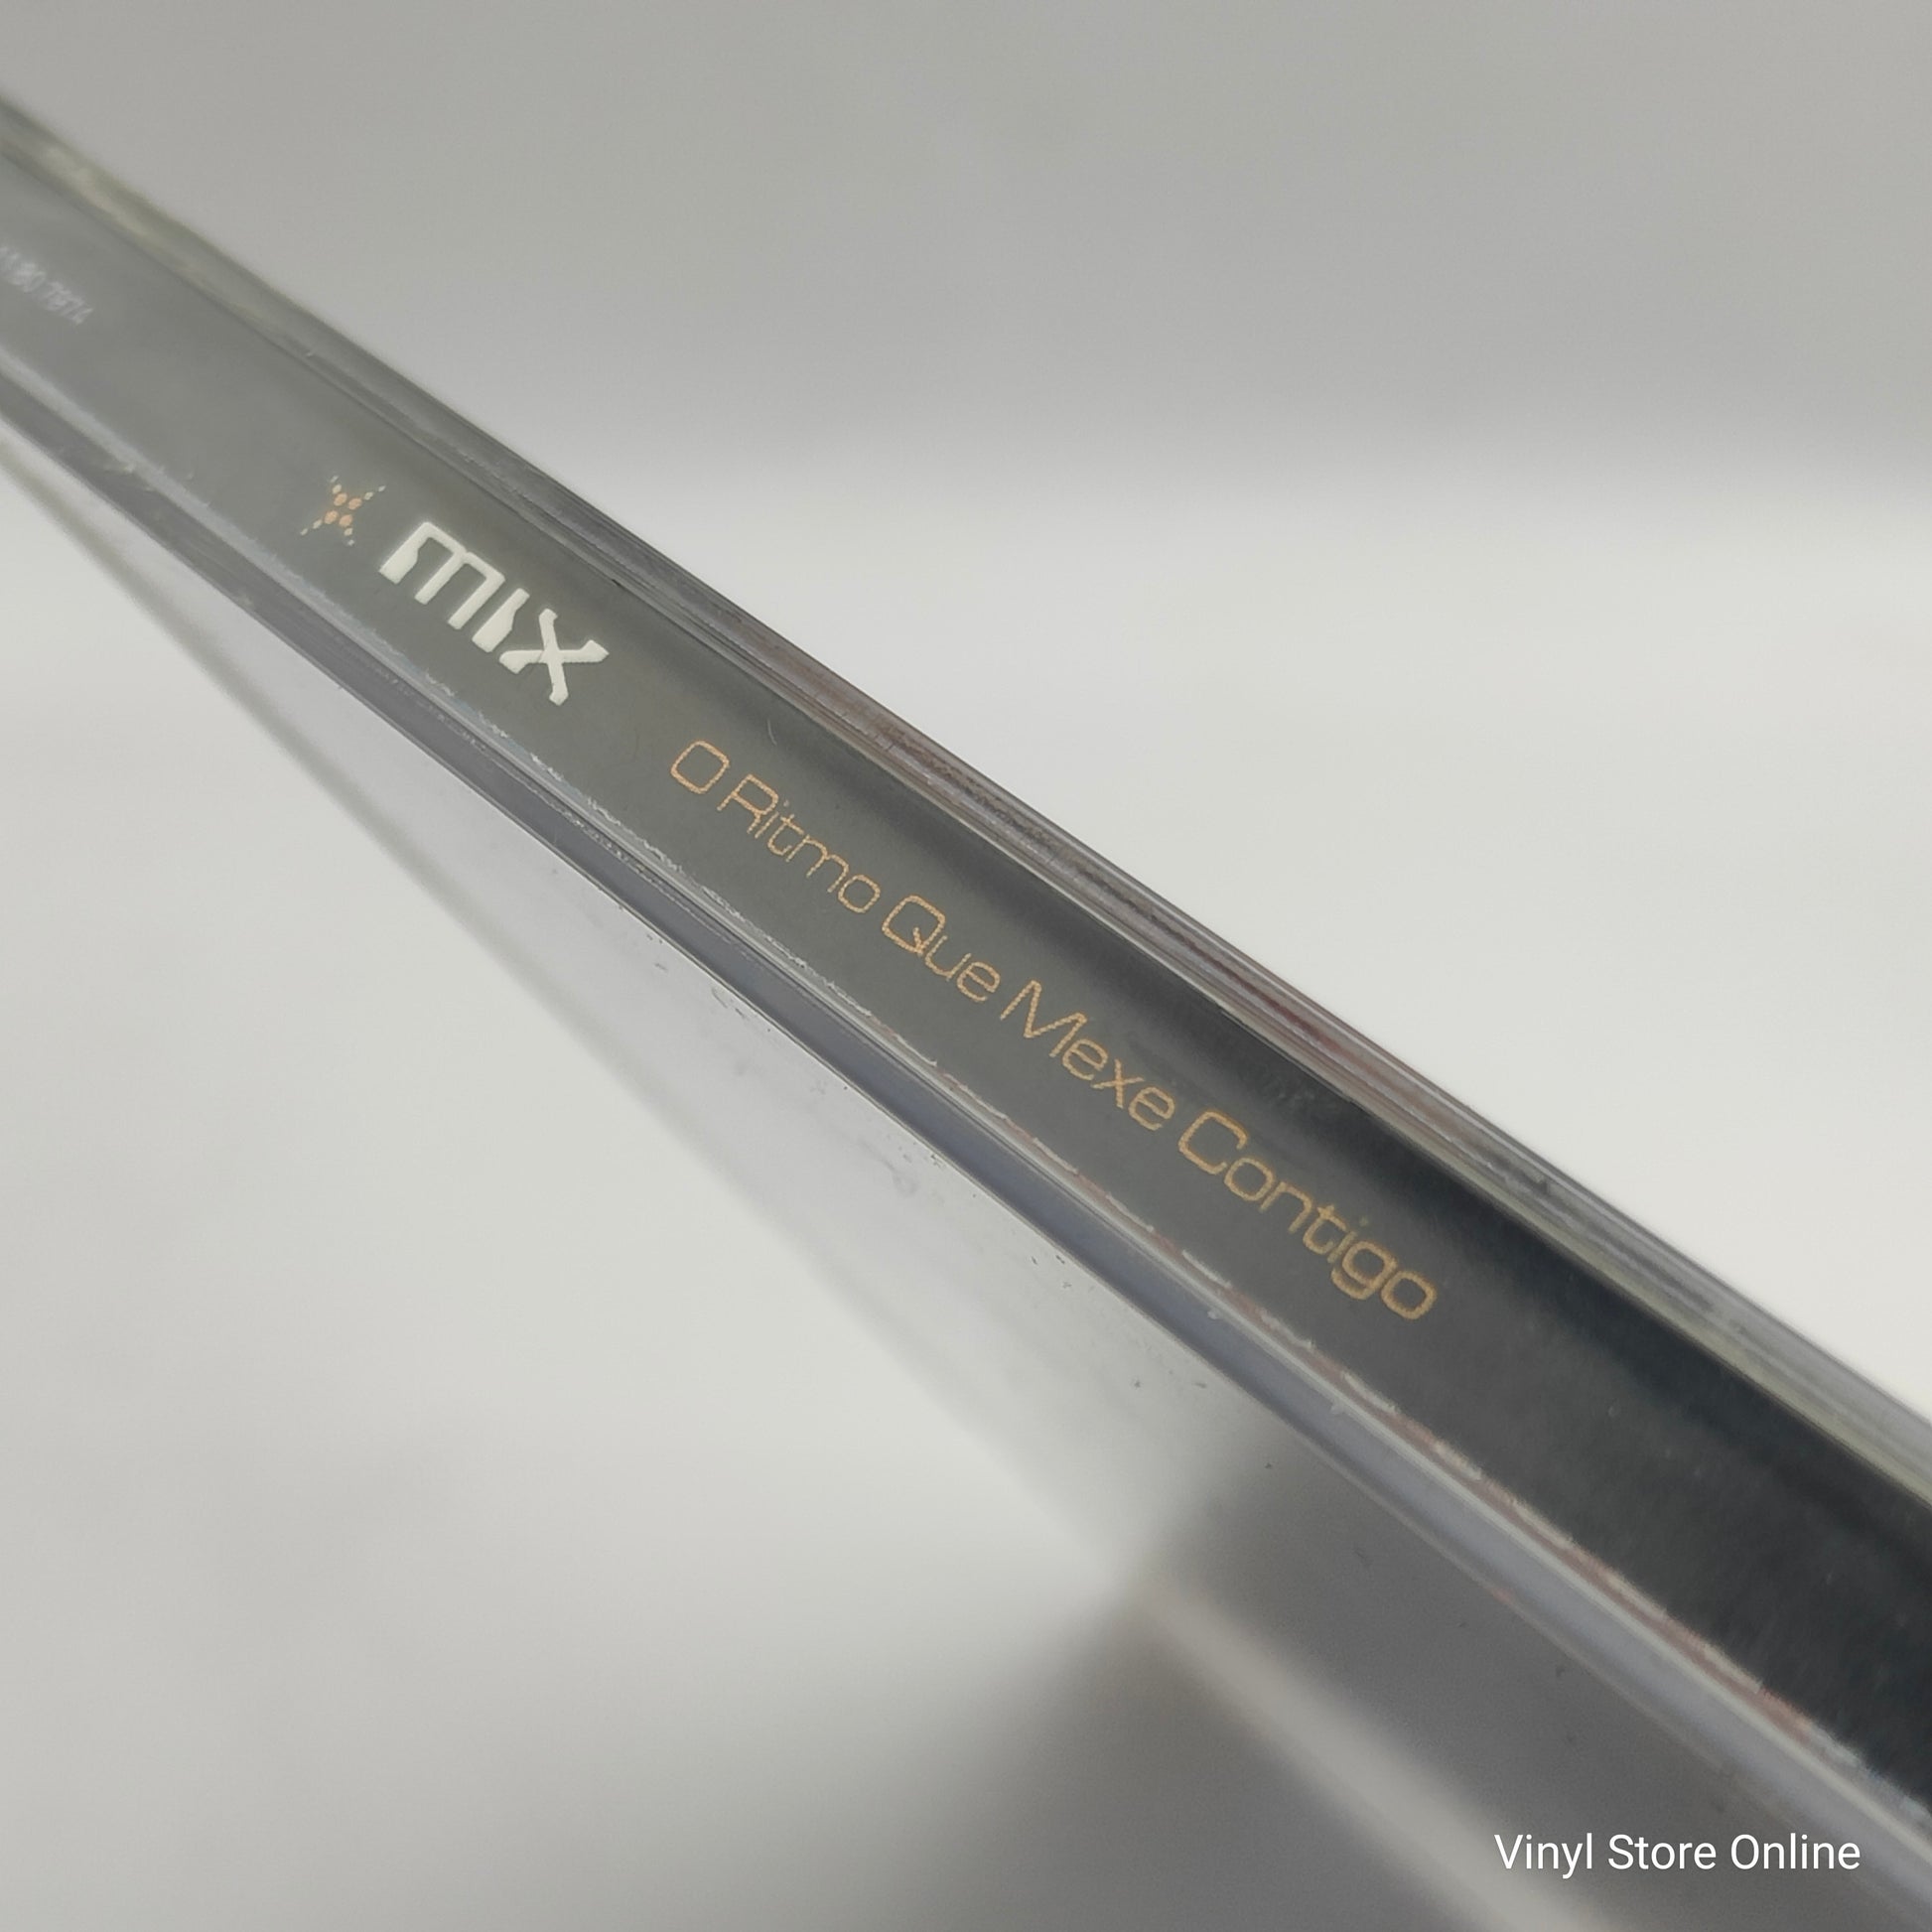 mix O Ritmo Que Mexe Contigo
Vinyl Store Online